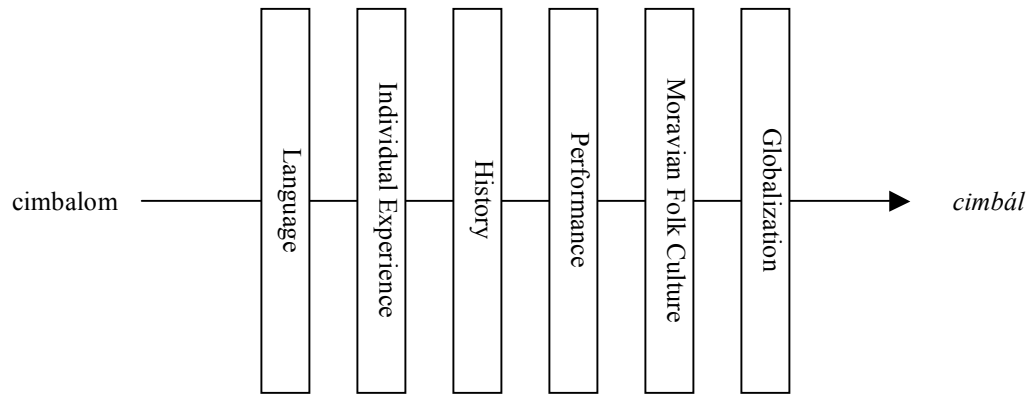 cimbalom
Language
Individual Experience
History
Performance
Moravian Folk Culture
Globalization
cimbál